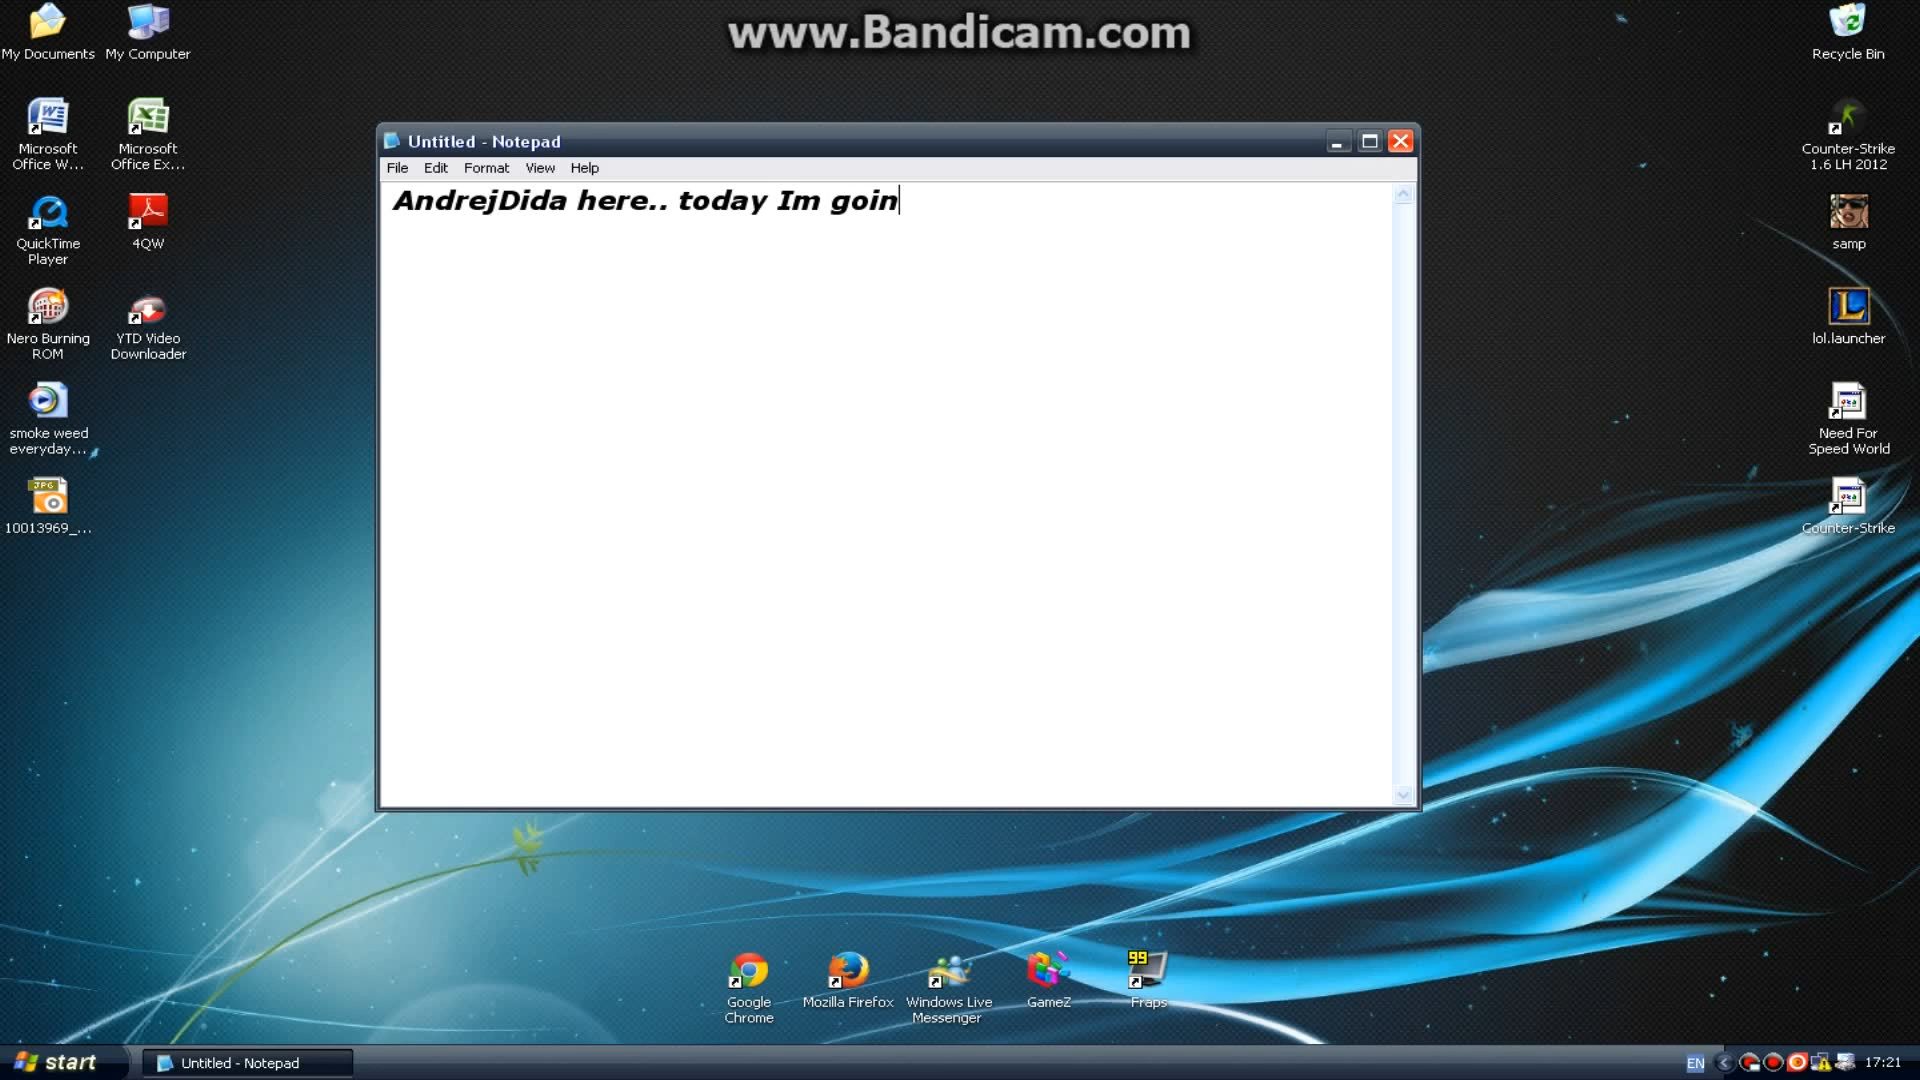 www.Bandicam.com
My Documents
My Computer
Recycle Bin
Microsoft
Office W...
Microsoft
Office Ex...
Counter-Strike
1.6 LH 2012
QuickTime
Player
4QW
samp
Nero Burning
ROM
YTD Video
Downloader
lol.launcher
smoke weed
everyday...
Need For
Speed World
JPG
10013969_...
Counter-Strike
Untitled - Notepad
File Edit Format View Help
AndrejDida here.. today Im goin
Google
Chrome
Mozilla Firefox
Windows Live
Messenger
GameZ
99
Fraps
start
Untitled - Notepad
EN
17:21